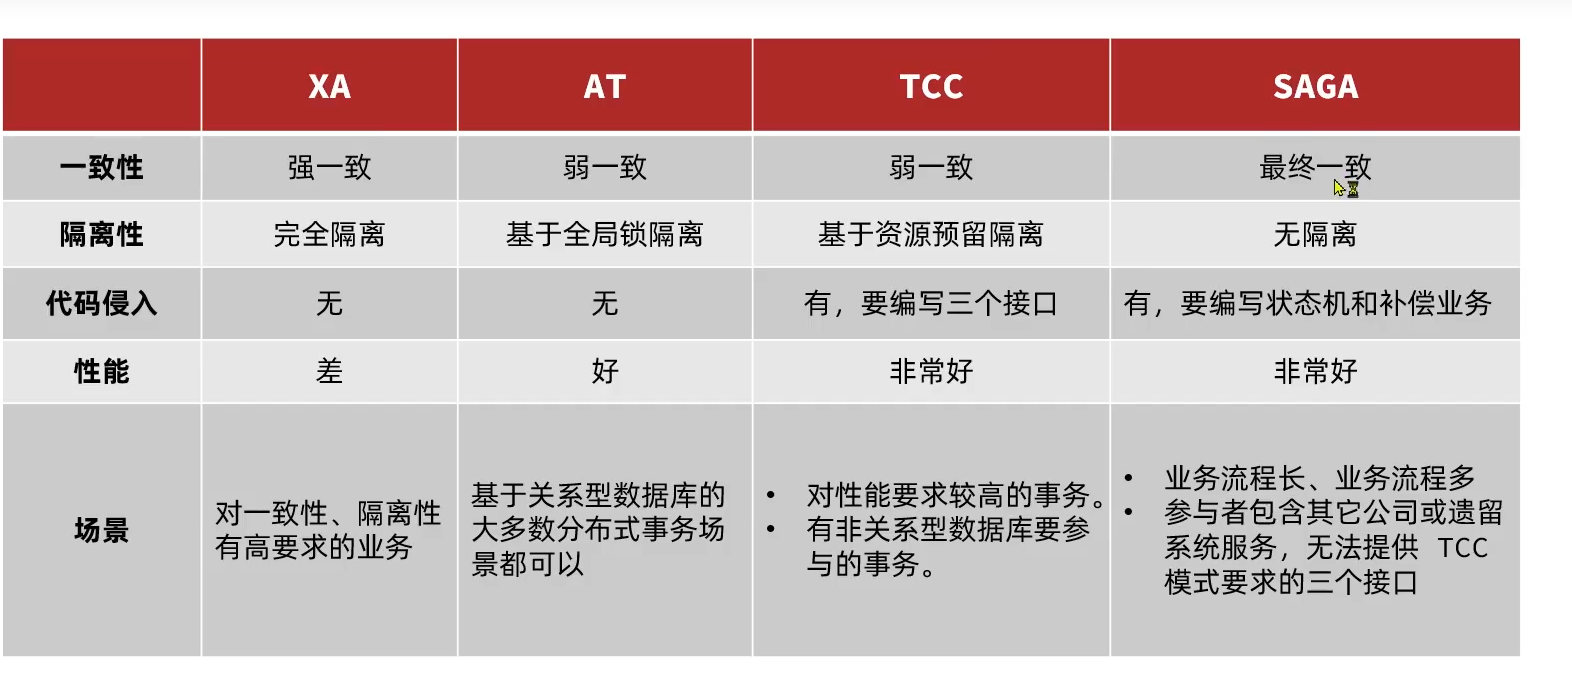 XA AT TCC SAGA
一致性 强一致 弱一致 弱一致 最终一致
隔离性 完全隔离 基于全局锁隔离 基于资源预留隔离 无隔离
代码侵入 无 无 有，要编写三个接口 有，要编写状态机和补偿业务
性能 差 好 非常好 非常好
场景
对一致性、隔离性
有高要求的业务
基于关系型数据库的
大多数分布式事务场
景都可以
• 对性能要求较高的事务。
• 有非关系型数据库要参
与的事务。
• 业务流程长、业务流程多
• 参与者包含其它公司或遗留
系统服务，无法提供 TCC
模式要求的三个接口